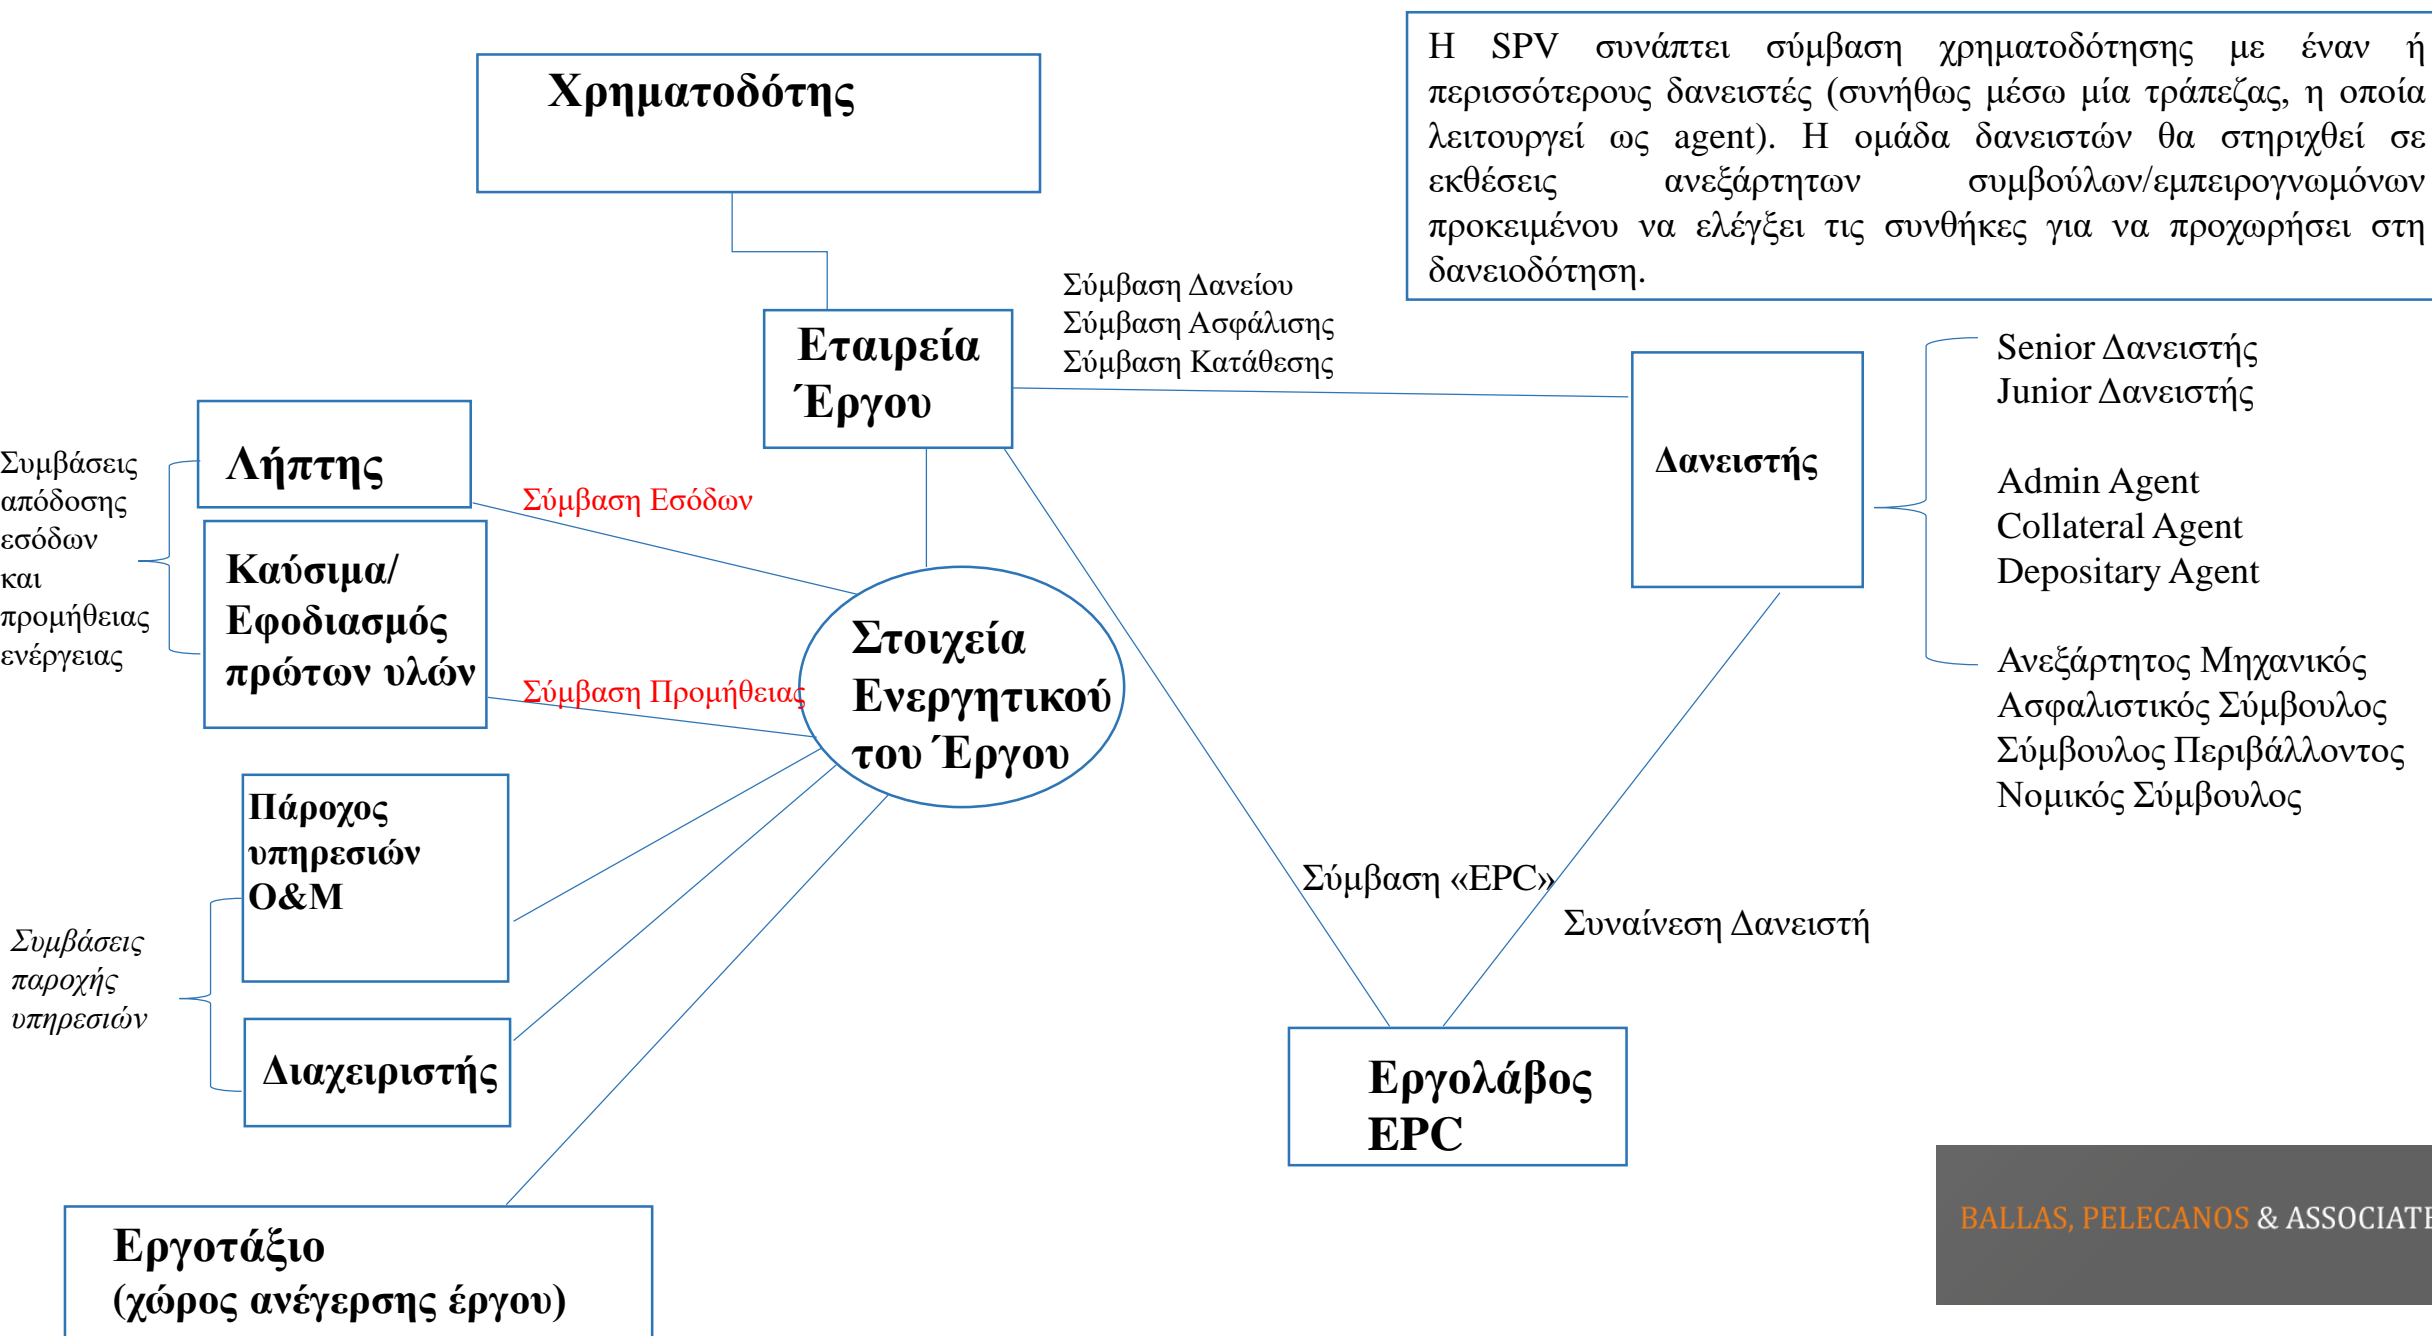 Χρηματοδότης
Η SPV συνάπτει σύμβαση χρηματοδότησης με έναν ή
περισσότερους δανειστές (συνήθως μέσω μία τράπεζας, η οποία
λειτουργεί ως agent). Η ομάδα δανειστών θα στηριχθεί σε
εκθέσεις ανεξάρτητων συμβούλων/εμπειρογνωμόνων
προκειμένου να ελέγξει τις συνθήκες για να προχωρήσει στη
δανειοδότηση.
Εταιρεία
Έργου
Σύμβαση Δανείου
Σύμβαση Ασφάλισης
Σύμβαση Κατάθεσης
Δανειστής
Senior Δανειστής
Junior Δανειστής
Admin Agent
Collateral Agent
Depositary Agent
Ανεξάρτητος Μηχανικός
Ασφαλιστικός Σύμβουλος
Σύμβουλος Περιβάλλοντος
Νομικός Σύμβουλος
Συμβάσεις
απόδοσης
εσόδων
και
προμήθειας
ενέργειας
Λήπτης
Καύσιμα/
Εφοδιασμός
πρώτων υλών
Σύμβαση Εσόδων
Σύμβαση Προμήθειας
Στοιχεία
Ενεργητικού
του Έργου
Πάροχος
υπηρεσιών
O&M
Συμβάσεις
παροχής
υπηρεσιών
Διαχειριστής
Σύμβαση «EPC»
Συναίνεση Δανειστή
Εργολάβος
EPC
Εργοτάξιο
(χώρος ανέγερσης έργου)
BALLAS, PELECANOS & ASSOCIATE